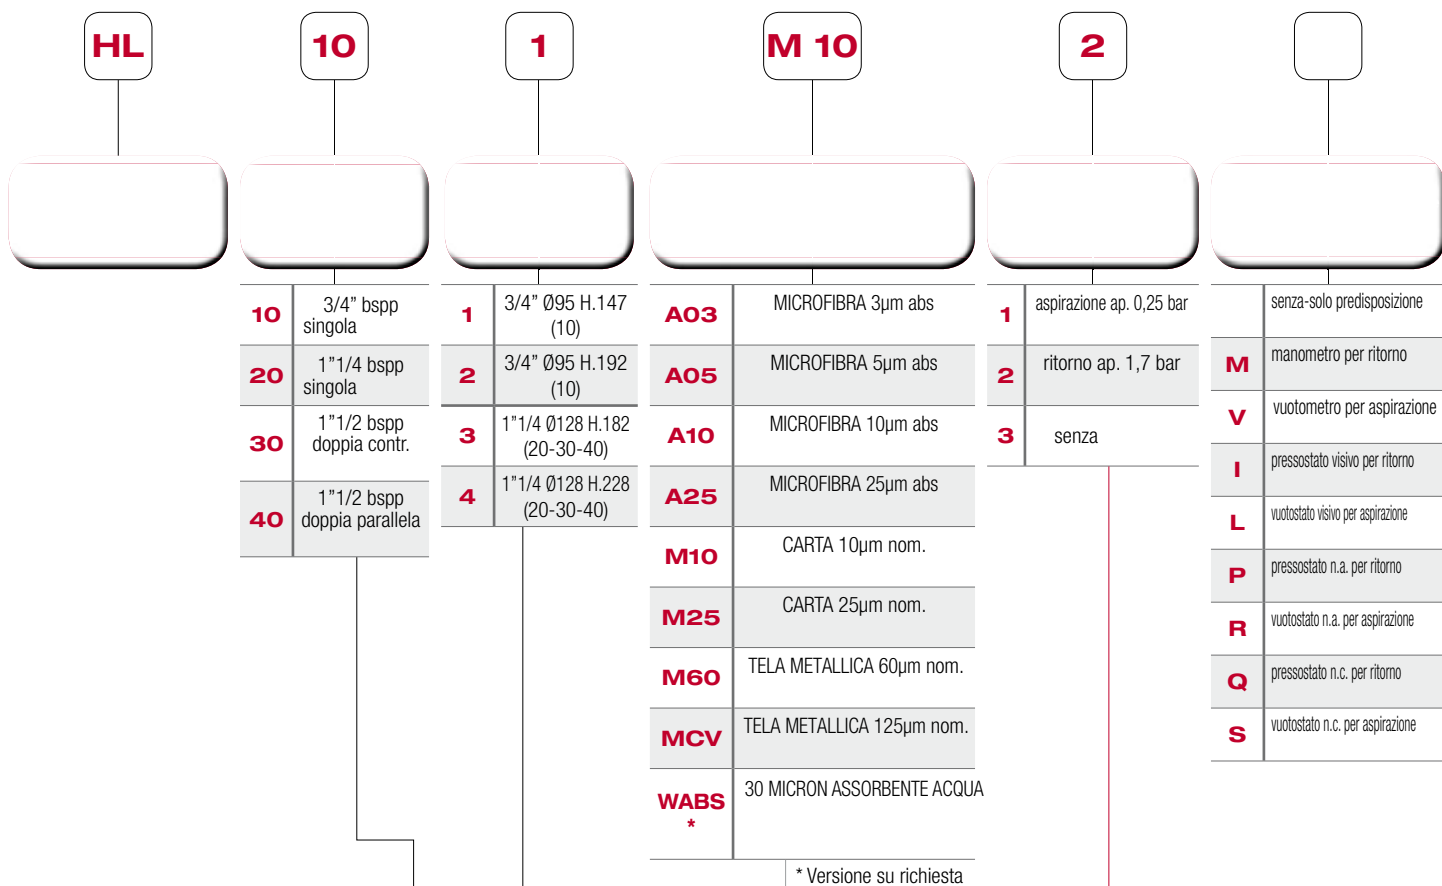 HL
10
1
M 10
2
10
3/4” bspp
singola
20
1”1/4 bspp
singola
30
1”1/2 bspp
doppia contr.
40
1”1/2 bspp
doppia parallela
1
3/4” Ø95 H.147
(10)
2
3/4” Ø95 H.192
(10)
3
1”1/4 Ø128 H.182
(20-30-40)
4
1”1/4 Ø128 H.228
(20-30-40)
A03
MICROFIBRA 3µm abs
A05
MICROFIBRA 5µm abs
A10
MICROFIBRA 10µm abs
A25
MICROFIBRA 25µm abs
M10
CARTA 10µm nom.
M25
CARTA 25µm nom.
M60
TELA METALLICA 60µm nom.
MCV
TELA METALLICA 125µm nom.
WABS
*
30 MICRON ASSORBENTE ACQUA
* Versione su richiesta
1
aspirazione ap. 0,25 bar
2
ritorno ap. 1,7 bar
3
senza
senza-solo predisposizione
M
manometro per ritorno
V
vuotometro per aspirazione
I
pressostato visivo per ritorno
L
vuotostato visivo per aspirazione
P
pressostato n.a. per ritorno
R
vuotostato n.a. per aspirazione
Q
pressostato n.c. per ritorno
S
vuotostato n.c. per aspirazione